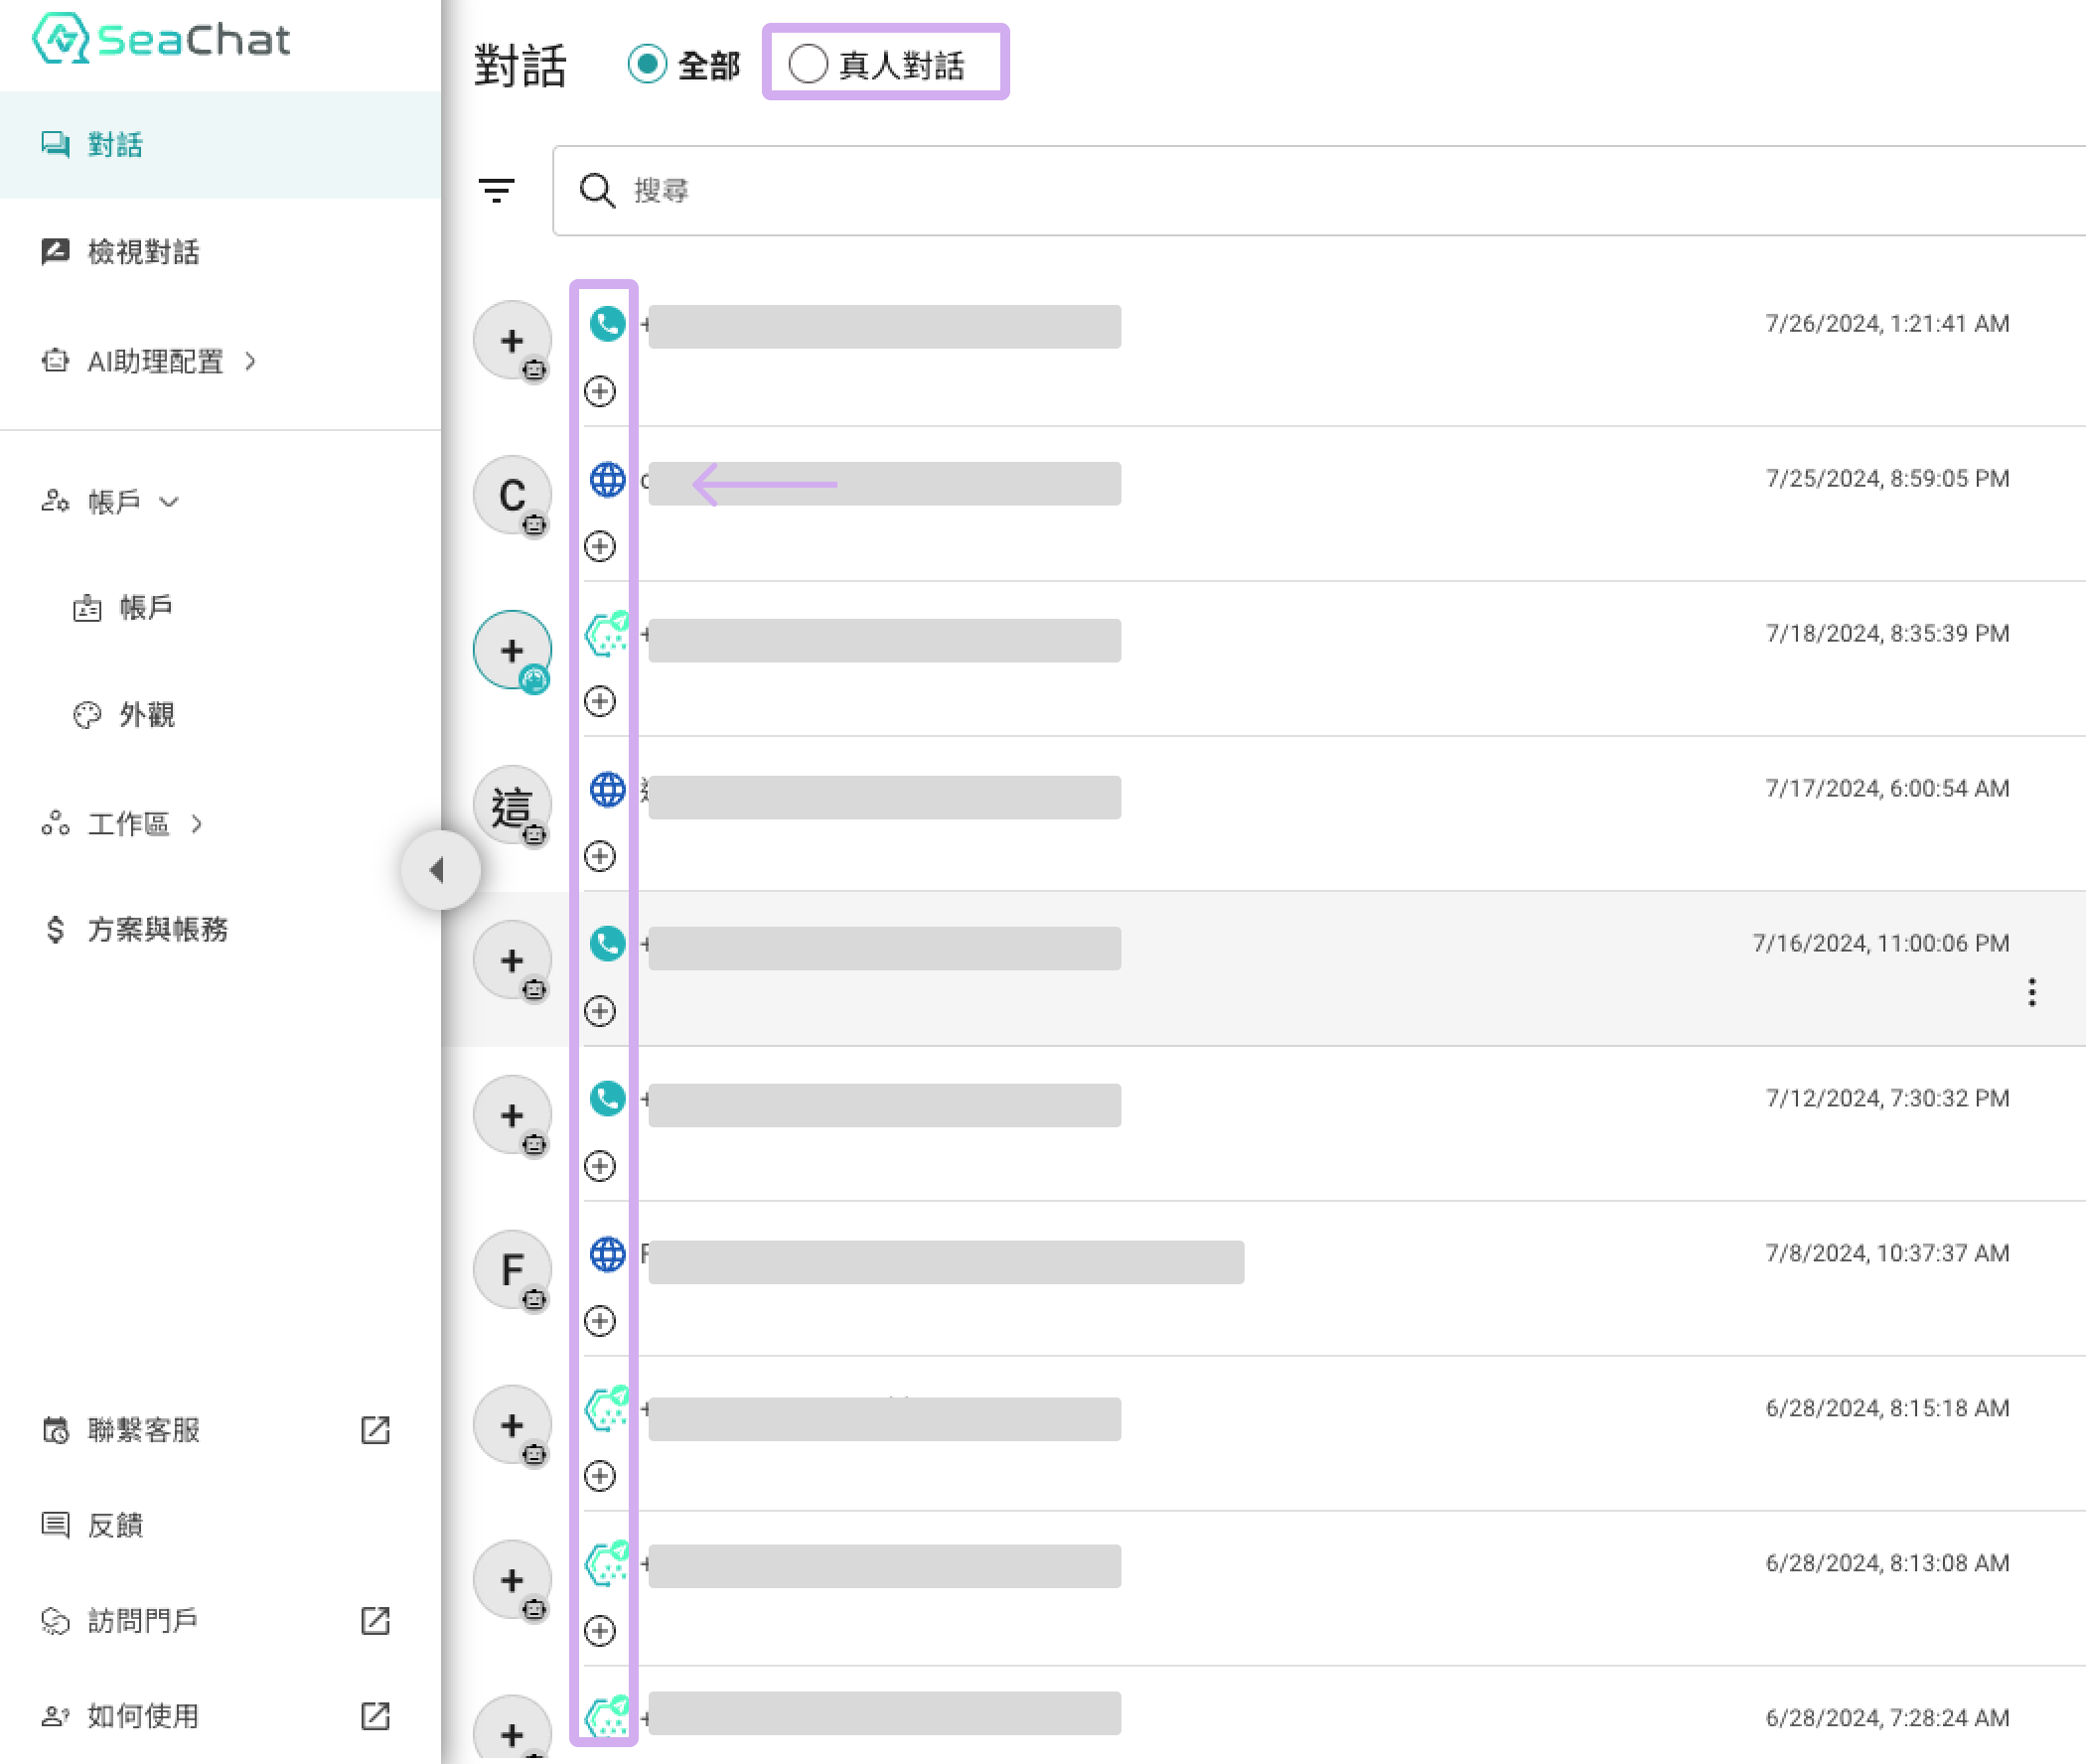 SeaChat
對話
檢視對話
AI助理配置
帳戶
帳戶
外觀
工作區
方案與帳務
聯繫客服
反饋
訪問門戶
如何使用
對話 全部 真人對話
搜尋
+ + 7/26/2024, 1:21:41 AM
C 7/25/2024, 8:59:05 PM
+ + 7/18/2024, 8:35:39 PM
這 7/17/2024, 6:00:54 AM
+ + 7/16/2024, 11:00:06 PM
+ + 7/12/2024, 7:30:32 PM
F F 7/8/2024, 10:37:37 AM
+ + 6/28/2024, 8:15:18 AM
+ + 6/28/2024, 8:13:08 AM
+ + 6/28/2024, 7:28:24 AM